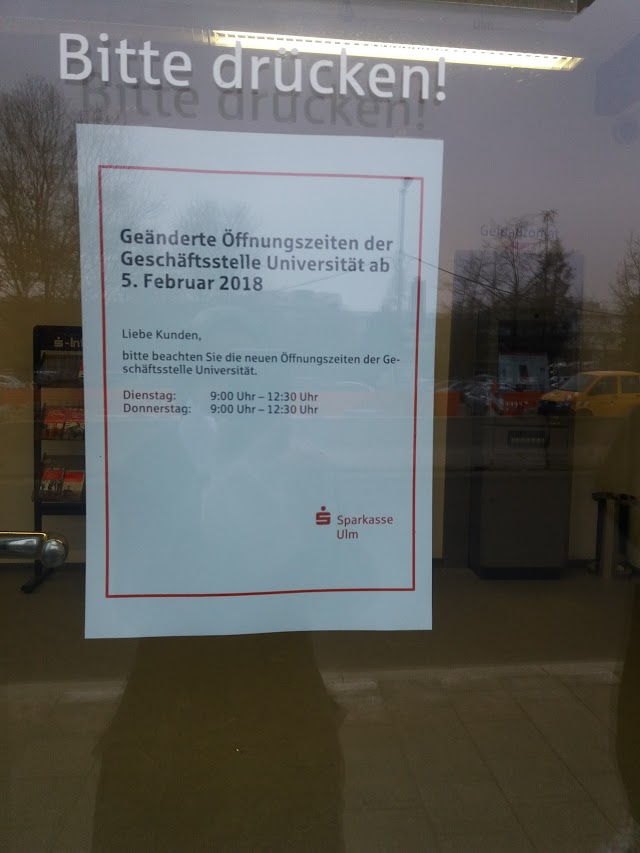 Ulm
Bitte drücken!
Geänderte Öffnungszeiten der
Geschäftsstelle Universität ab
5. Februar 2018
Geldautomat
Liebe Kunden,
bitte beachten Sie die neuen Öffnungszeiten der Ge-
schäftsstelle Universität.
Dienstag: 9:00 Uhr – 12:30 Uhr
Donnerstag: 9:00 Uhr – 12:30 Uhr
Sparkasse
Ulm